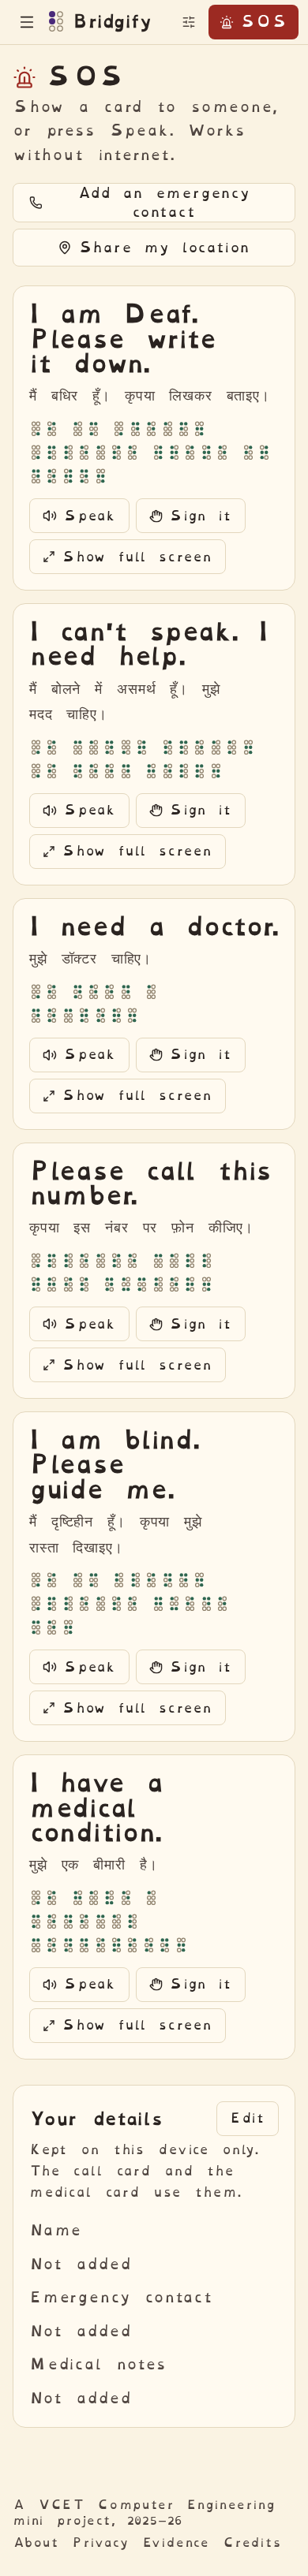 Bridgify
SOS
SOS
Show a card to someone,
or press Speak. Works
without internet.
Add an emergency
contact
Share my location
I am Deaf.
Please write
it down.
मैं बधिर हूँ। कृपया लिखकर बताइए।
Speak
Sign it
Show full screen
I can't speak. I
need help.
मैं बोलने में असमर्थ हूँ। मुझे
मदद चाहिए।
Speak
Sign it
Show full screen
I need a doctor.
मुझे डॉक्टर चाहिए।
Speak
Sign it
Show full screen
Please call this
number.
कृपया इस नंबर पर फ़ोन कीजिए।
Speak
Sign it
Show full screen
I am blind.
Please
guide me.
मैं दृष्टिहीन हूँ। कृपया मुझे
रास्ता दिखाइए।
Speak
Sign it
Show full screen
I have a
medical
condition.
मुझे एक बीमारी है।
Speak
Sign it
Show full screen
Your details
Edit
Kept on this device only.
The call card and the
medical card use them.
Name
Not added
Emergency contact
Not added
Medical notes
Not added
A VCET Computer Engineering
mini project, 2025–26
About Privacy Evidence Credits